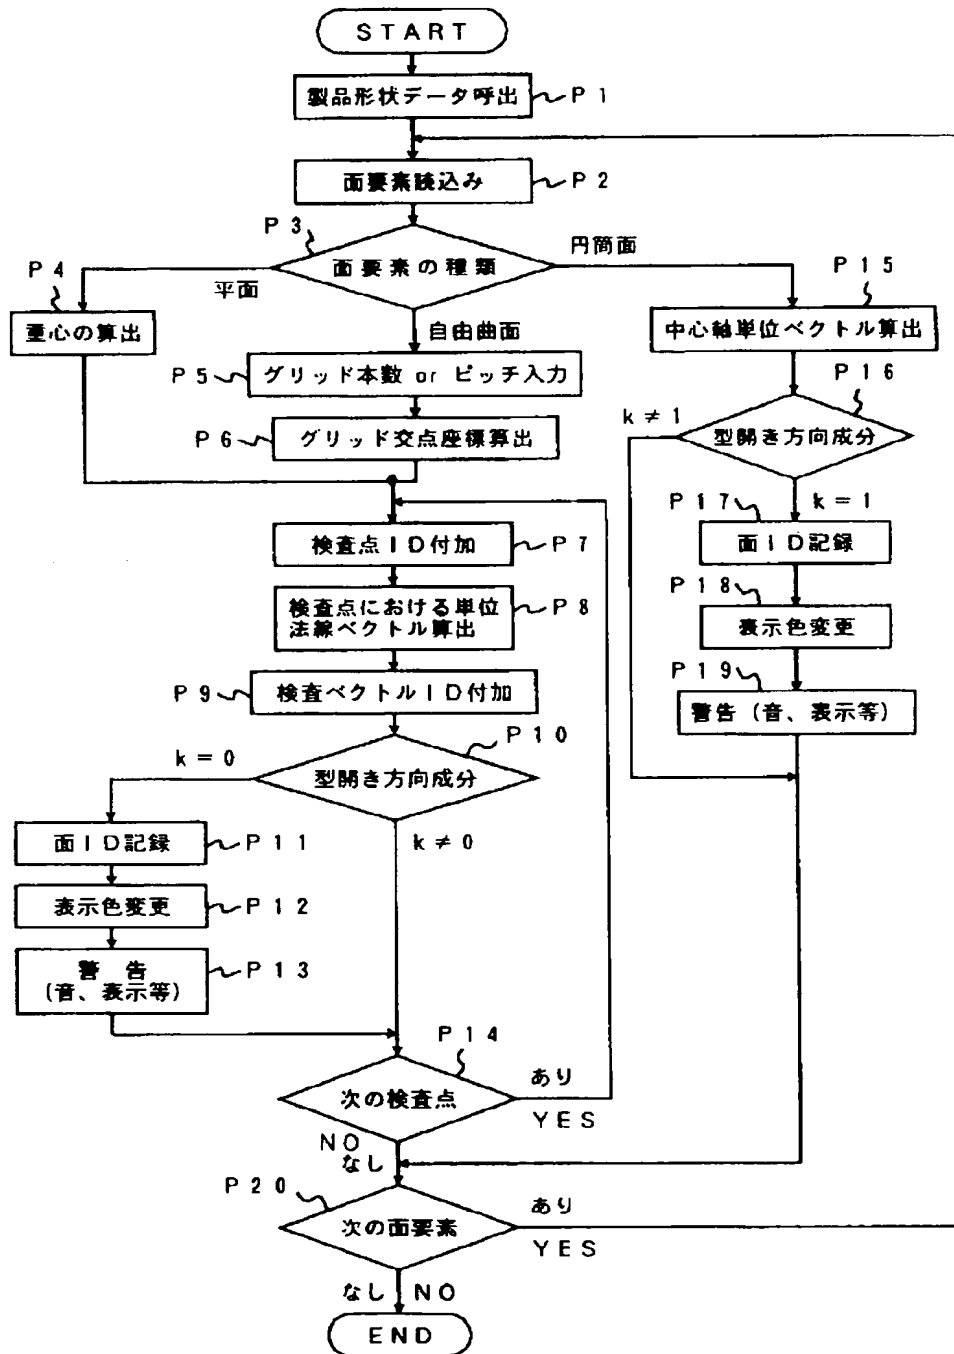 START
製品形状データ呼出
P1
面要素読込み
P2
P3
面要素の種類
平面
円筒面
自由曲面
P4
重心の算出
P15
中心軸単位ベクトル算出
P5
グリッド本数 or ピッチ入力
P16
型開き方向成分
k≠1
k=1
P6
グリッド交点座標算出
P17
面ID記録
検査点ID付加
P7
P18
表示色変更
検査点における単位
法線ベクトル算出
P8
P19
警告(音、表示等)
P9
検査ベクトルID付加
P10
型開き方向成分
k=0
k≠0
面ID記録
P11
表示色変更
P12
警 告
(音、表示等)
P13
P14
次の検査点
あり
YES
NO
なし
P20
次の面要素
あり
YES
なし NO
END